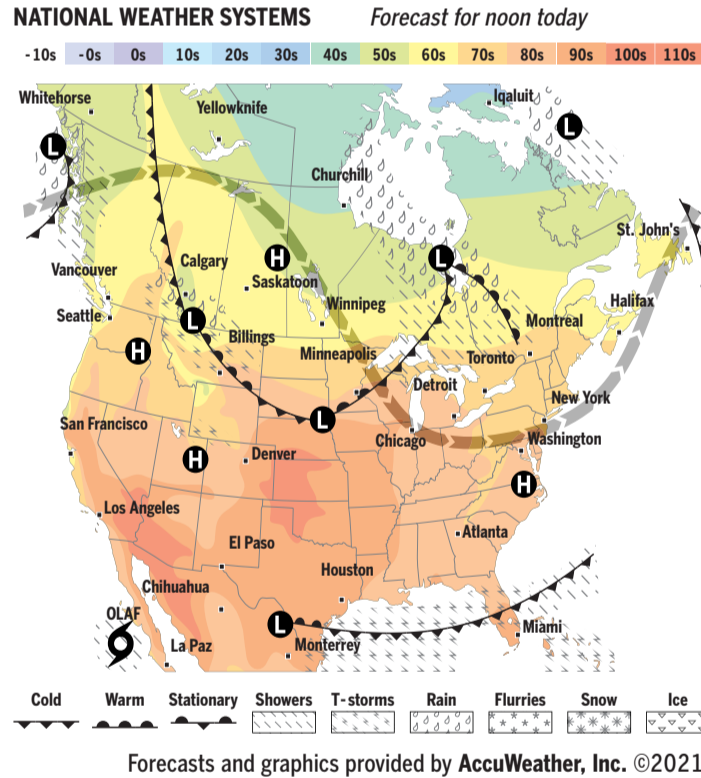 NATIONAL WEATHER SYSTEMS Forecast for noon today
-10s -0s 0s 10s 20s 30s 40s 50s 60s 70s 80s 90s 100s 110s
Whitehorse
Yellowknife
Iqaluit
L
L
Churchill
St. John's
Vancouver
Calgary
H
L
Saskatoon
Halifax
Seattle
L
Winnipeg
Montreal
Billings
H
Minneapolis
Toronto
Detroit
New York
San Francisco
L
Chicago
Washington
Denver
H
H
Los Angeles
Atlanta
El Paso
Houston
Chihuahua
OLAF
L
Miami
La Paz
Monterrey
Cold Warm Stationary Showers T-storms Rain Flurries Snow Ice
Forecasts and graphics provided by AccuWeather, Inc. ©2021